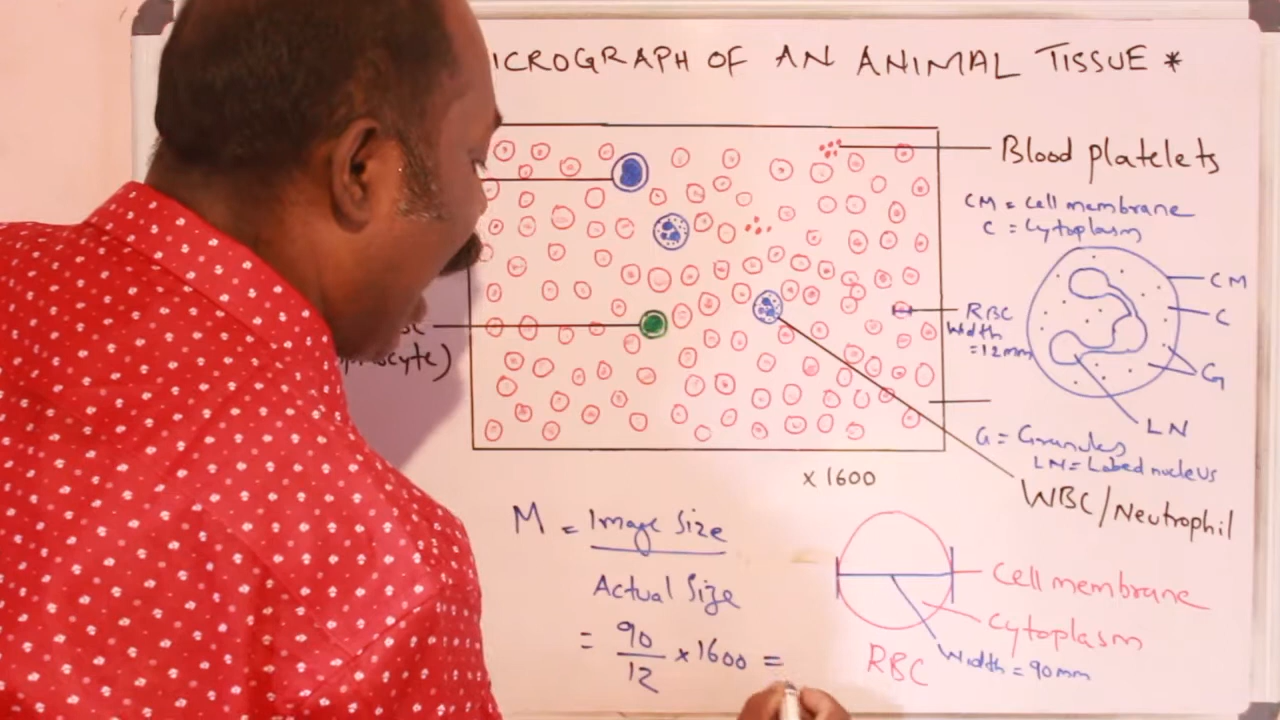 ICROGRAPH OF AN ANIMAL TISSUE *
Blood platelets
CM = Cell membrane
C = Cytoplasm
CM
C
G
LN
RBC
Width
=12mm
G = Granules
LN= Lobed nucleus
WBC/Neutrophil
x 1600
M = Image Size
Actual Size
= 90
12
x 1600 =
Cell membrane
Cytoplasm
Width = 90mm
RBC